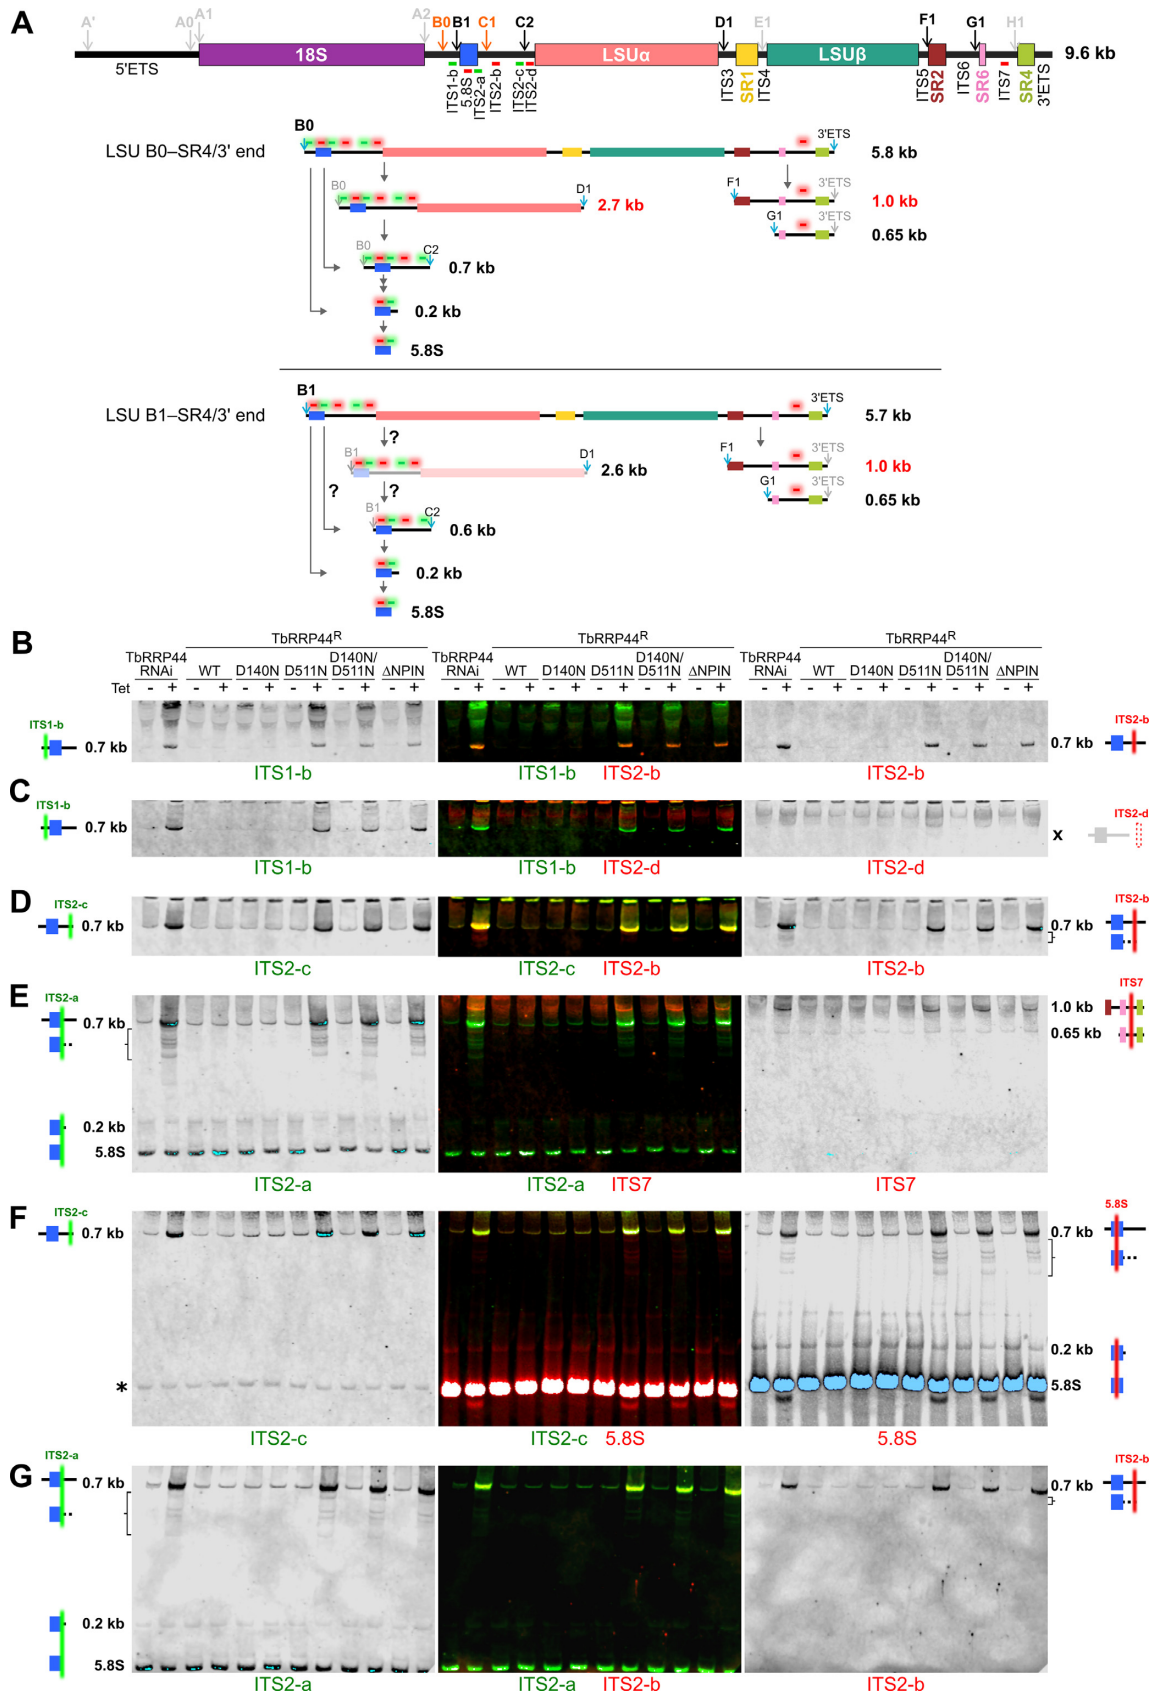 A
A' A0 A1 A2 B0 B1 C1 C2 D1 E1 F1 G1 H1
18S LSUα LSUβ 9.6 kb
5'ETS ITS1-b 5.8S ITS2-a ITS2-b ITS2-c ITS2-d ITS3 SR1 ITS4 ITS5 SR2 ITS6 SR6 ITS7 SR4 3'ETS
B0 3'ETS
LSU B0–SR4/3' end 5.8 kb
B0 D1 2.7 kb F1 3'ETS 1.0 kb
G1 3'ETS 0.65 kb
B0 C2 0.7 kb
0.2 kb
5.8S
B1 3'ETS
LSU B1–SR4/3' end 5.7 kb
?
B1 D1 2.6 kb F1 3'ETS 1.0 kb
? ?
G1 3'ETS 0.65 kb
B1 C2 0.6 kb
0.2 kb
5.8S
B
TbRRP44R TbRRP44R TbRRP44R
TbRRP44 RNAi WT D140N D511N D140N/D511N ΔNPIN
TbRRP44 RNAi WT D140N D511N D140N/D511N ΔNPIN
TbRRP44 RNAi WT D140N D511N D140N/D511N ΔNPIN
Tet - + - + - + - + - + - + - + - + - + - + - + - + - + - + - + - + - + - +
ITS1-b 0.7 kb 0.7 kb ITS2-b
ITS1-b ITS1-b ITS2-b ITS2-b
C
ITS1-b 0.7 kb x ITS2-d
ITS1-b ITS1-b ITS2-d ITS2-d
D
ITS2-c 0.7 kb 0.7 kb ITS2-b
ITS2-c ITS2-c ITS2-b ITS2-b
E
ITS2-a 0.7 kb 1.0 kb ITS7
0.65 kb
0.2 kb
5.8S
ITS2-a ITS2-a ITS7 ITS7
F
ITS2-c 0.7 kb 0.7 kb 5.8S
0.2 kb
* 5.8S
ITS2-c ITS2-c 5.8S 5.8S
G
ITS2-a 0.7 kb 0.7 kb ITS2-b
0.2 kb
5.8S
ITS2-a ITS2-a ITS2-b ITS2-b